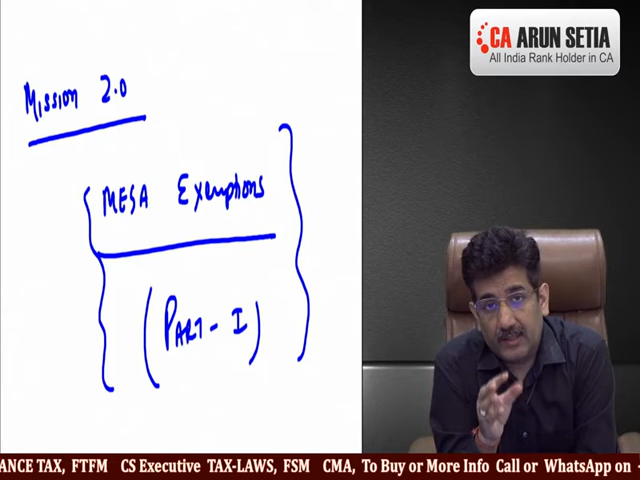 CA ARUN SETIA
All India Rank Holder in CA
Mission 2.0
MESA Exemptions
(PART-I)
ANCE TAX, FTFM CS Executive TAX-LAWS, FSM CMA, To Buy or More Info Call or WhatsApp on